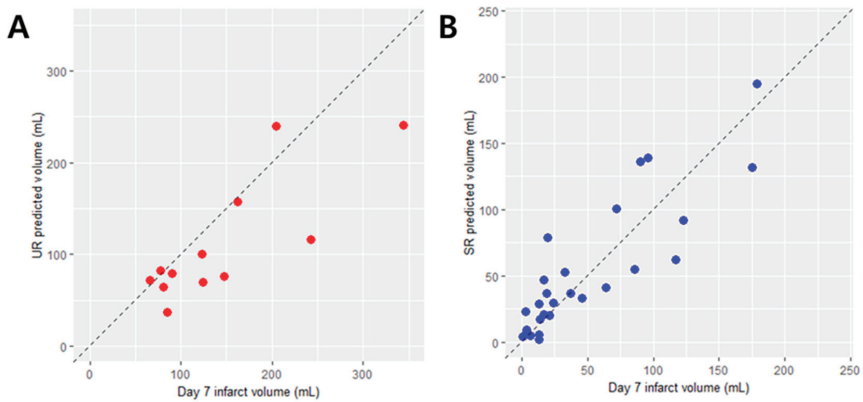 A
UR predicted volume (mL)
300
200
100
0
0 100 200 300
Day 7 infarct volume (mL)
B
SR predicted volume (mL)
250
200
150
100
50
0
0 50 100 150 200 250
Day 7 infarct volume (mL)